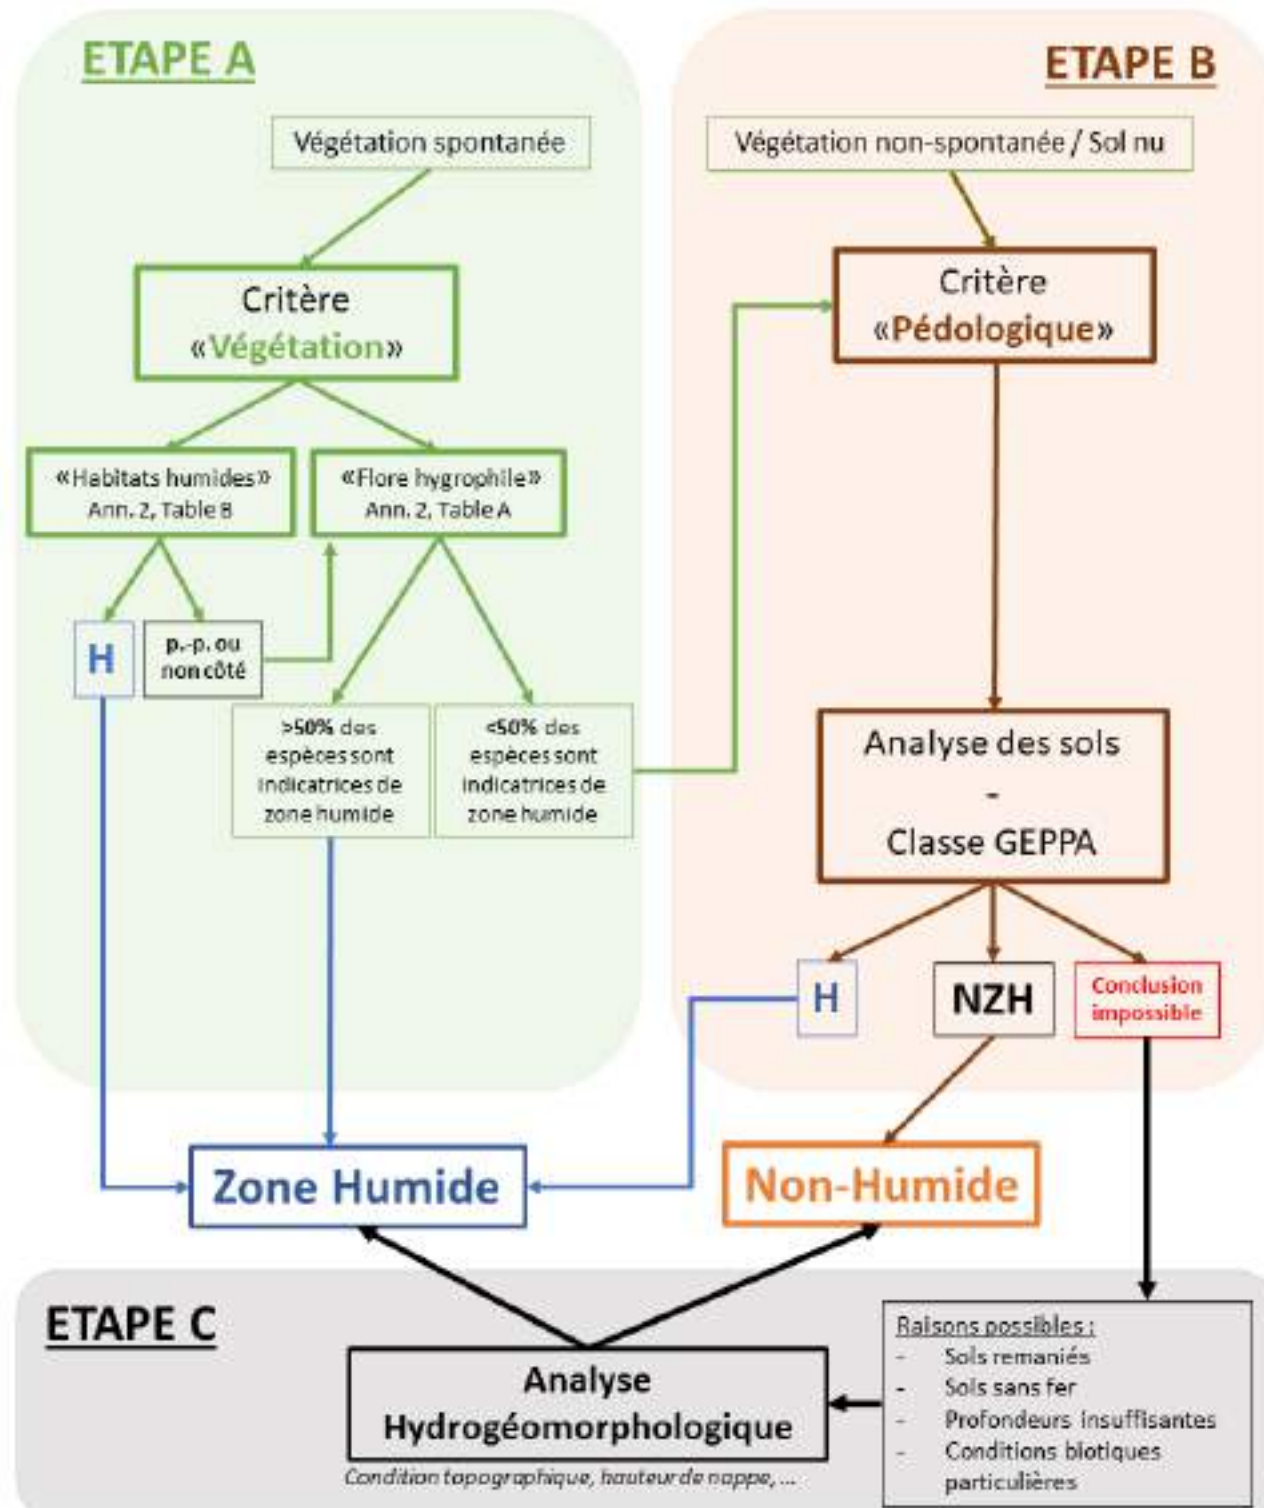 ETAPE A
Végétation spontanée
Critère
«Végétation»
«Habitats humides»
Ann. 2, Table B
«Flore hygrophile»
Ann. 2, Table A
H
p.-p. ou
non côté
>50% des
espèces sont
indicatrices de
zone humide
<50% des
espèces sont
indicatrices de
zone humide
ETAPE B
Végétation non-spontanée / Sol nu
Critère
«Pédologique»
Analyse des sols
-
Classe GEPPA
H
NZH
Conclusion
impossible
Zone Humide
Non-Humide
ETAPE C
Analyse
Hydrogéomorphologique
Condition topographique, hauteur de nappe, ...
Raisons possibles :
- Sols remaniés
- Sols sans fer
- Profondeurs insuffisantes
- Conditions biotiques
particulières